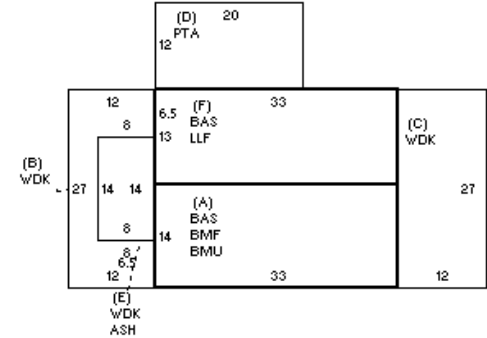 (D) 20
PTA
12
12
33
6.5
(F)
BAS
LLF
8
13
(C)
WDK
(B)
WDK
27
14
14
27
(A)
BAS
BMF
BMU
8
14
8
6.5
12
33
12
(E)
WDK
ASH